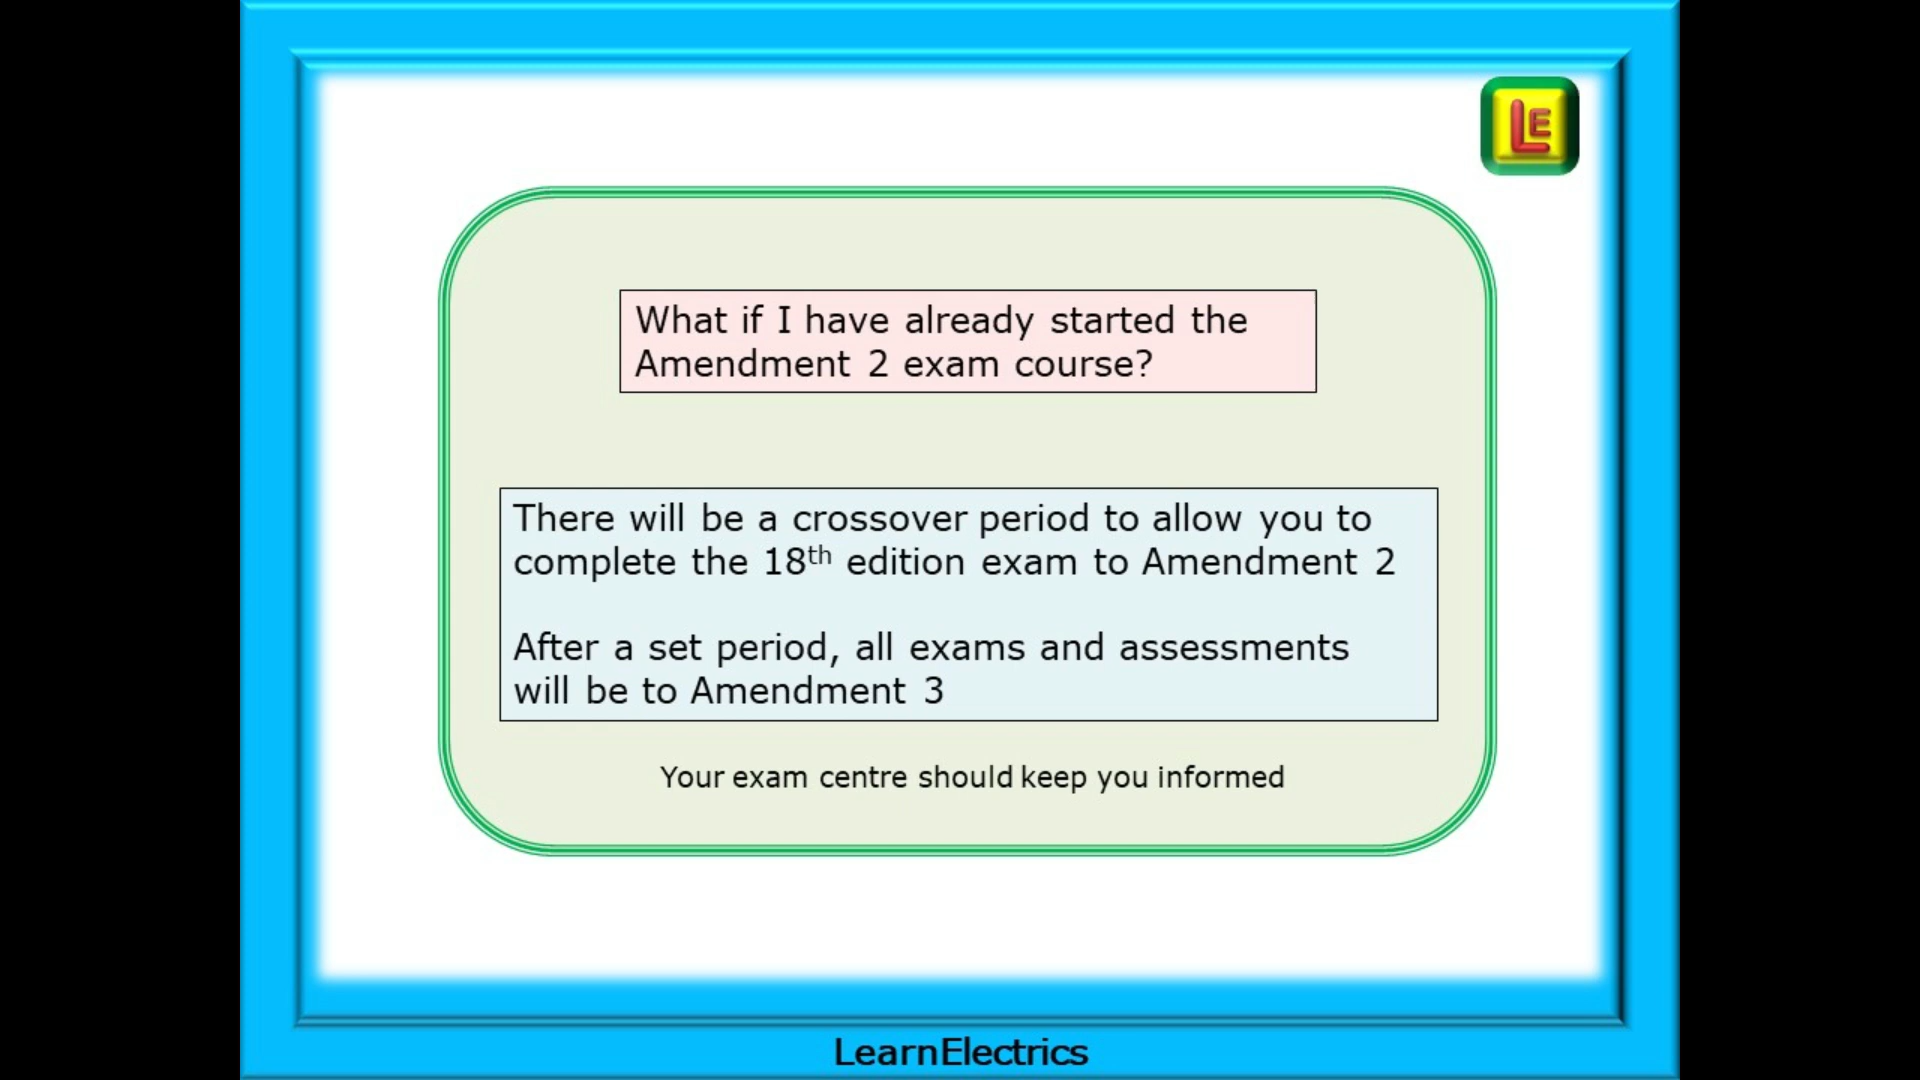 LE
What if I have already started the
Amendment 2 exam course?
There will be a crossover period to allow you to
complete the 18th edition exam to Amendment 2
After a set period, all exams and assessments
will be to Amendment 3
Your exam centre should keep you informed
LearnElectrics